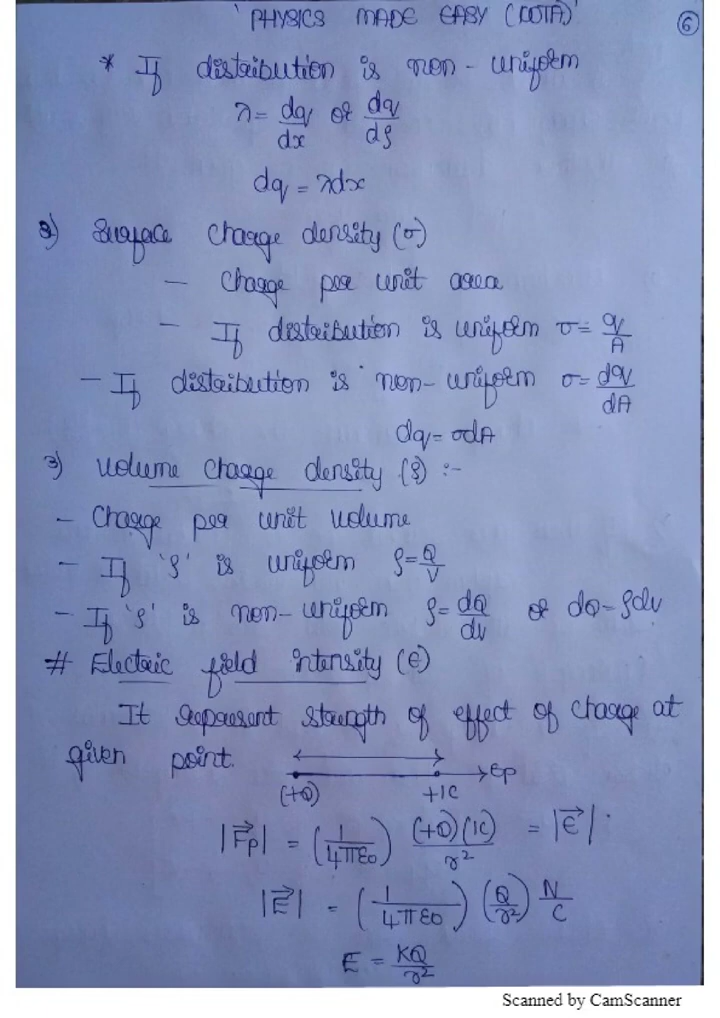 'PHYSICS MADE EASY (DOTA)' 6
* If distribution is non-uniform
λ = dq/dx or dq/dρ
dq = λdx
2) Surface charge density (σ)
- Charge per unit area
- If distribution is uniform σ = q/A
- If distribution is non-uniform σ = dq/dA
dq = σdA
3) Volume charge density (ρ) :-
- Charge per unit volume
- If 'ρ' is uniform ρ = Q/V
- If 'ρ' is non-uniform ρ = dQ/dv or dQ = ρdv
# Electric field intensity (E)
It represent strength of effect of charge at
given point.
(+Q) +1C Ep
|F⃗p| = (1/4πε0) (+Q)(1C)/r² = |E⃗|.
|E⃗| = (1/4πε0) (Q/r²) N/C
E = KQ/r²
Scanned by CamScanner